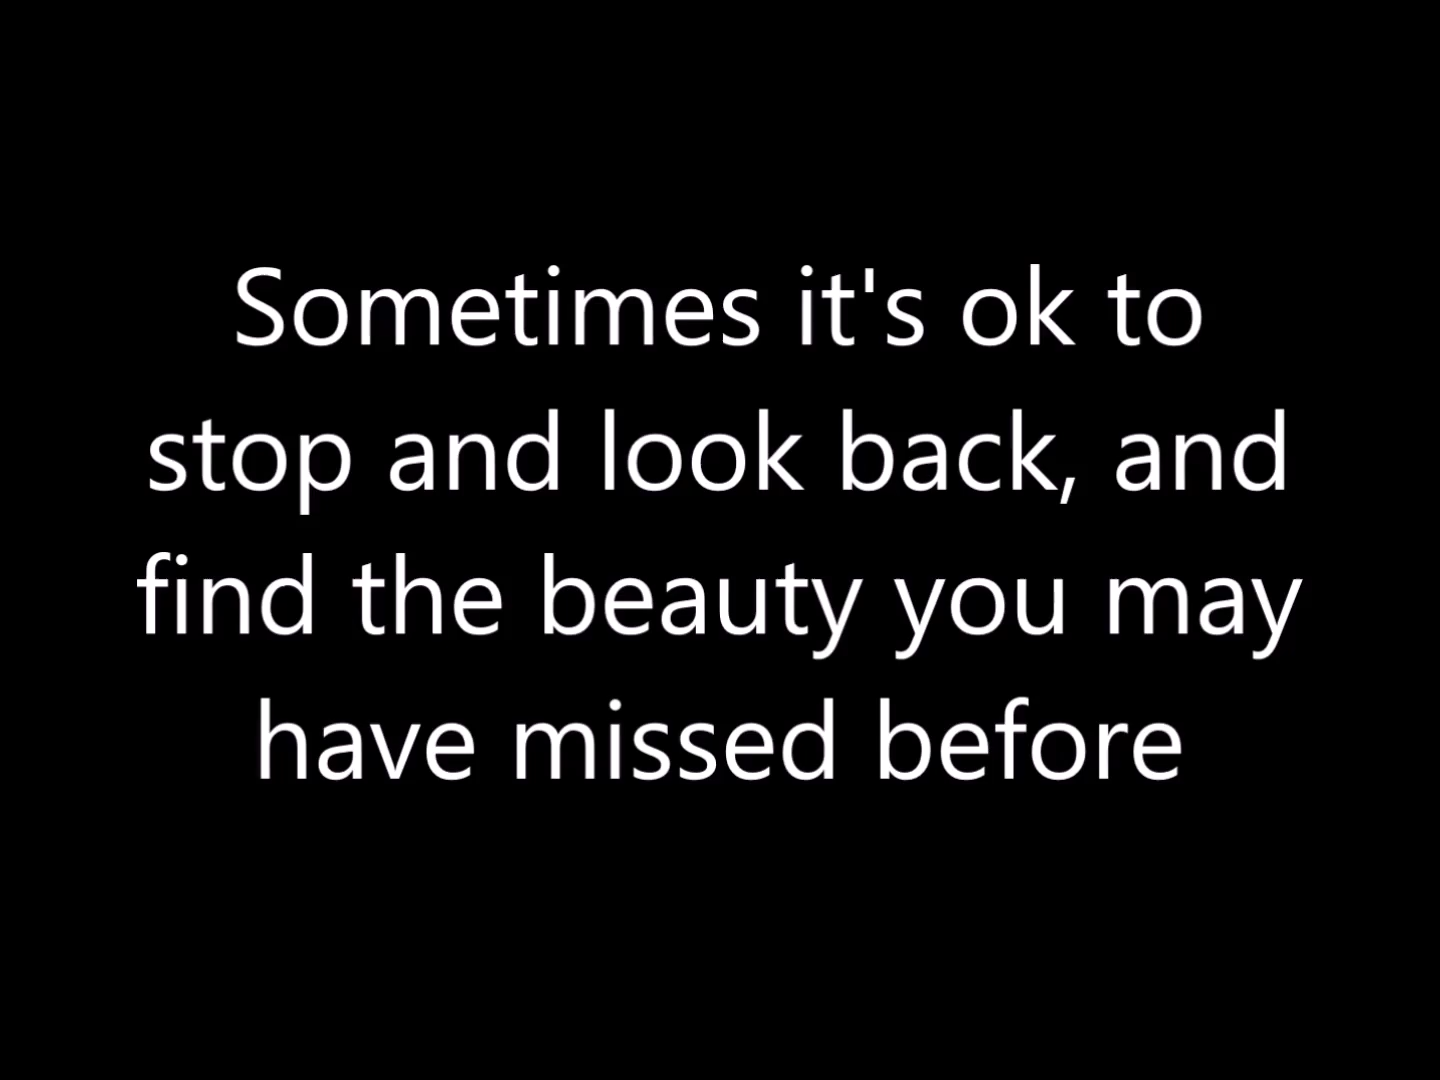 Sometimes it's ok to
stop and look back, and
find the beauty you may
have missed before